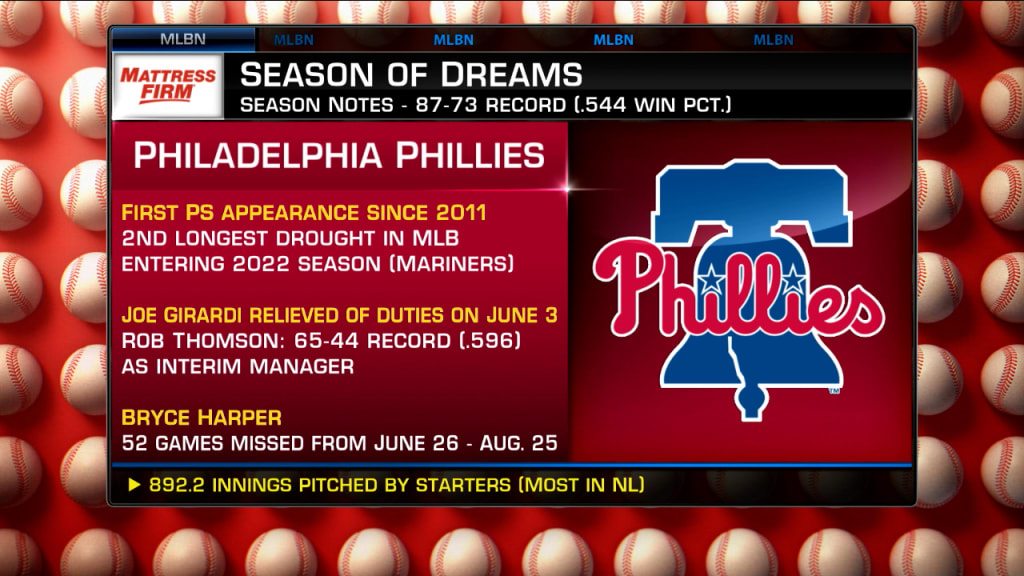 MLBN MLBN MLBN MLBN MLBN
MATTRESS FIRM
SEASON OF DREAMS
SEASON NOTES - 87-73 RECORD (.544 WIN PCT.)
PHILADELPHIA PHILLIES
FIRST PS APPEARANCE SINCE 2011
2ND LONGEST DROUGHT IN MLB
ENTERING 2022 SEASON (MARINERS)
JOE GIRARDI RELIEVED OF DUTIES ON JUNE 3
ROB THOMSON: 65-44 RECORD (.596)
AS INTERIM MANAGER
BRYCE HARPER
52 GAMES MISSED FROM JUNE 26 - AUG. 25
Phillies
TM
► 892.2 INNINGS PITCHED BY STARTERS (MOST IN NL)